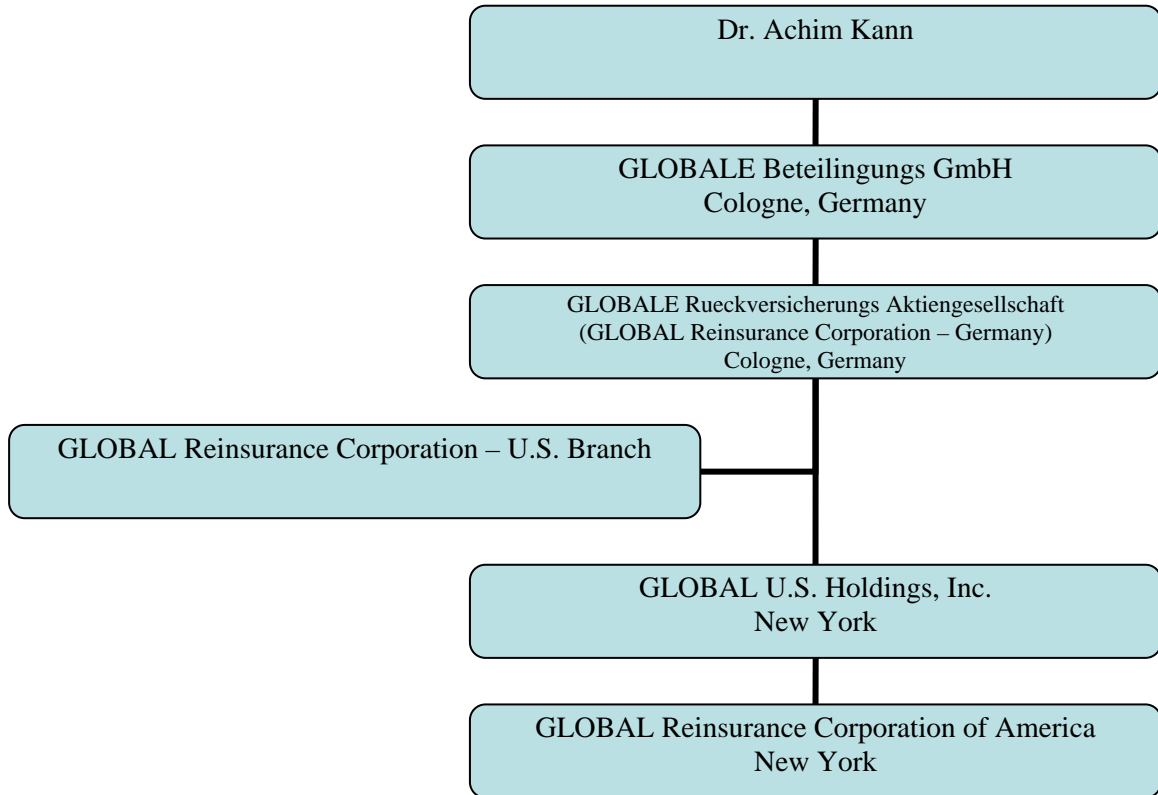 Dr. Achim Kann
GLOBALE Beteilingungs GmbH
Cologne, Germany
GLOBALE Rueckversicherungs Aktiengesellschaft
(GLOBAL Reinsurance Corporation – Germany)
Cologne, Germany
GLOBAL Reinsurance Corporation – U.S. Branch
GLOBAL U.S. Holdings, Inc.
New York
GLOBAL Reinsurance Corporation of America
New York